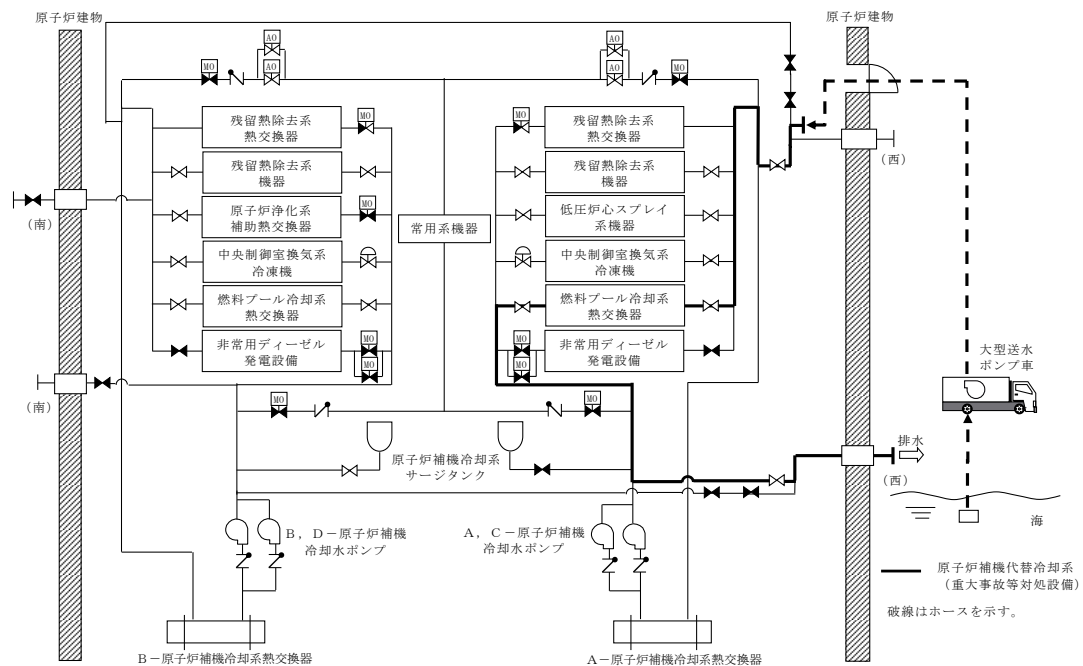 原子炉建物
原子炉建物
AO
AO
MO
AO
AO
MO
残留熱除去系
熱交換器
MO
残留熱除去系
機器
原子炉浄化系
補助熱交換器
MO
中央制御室換気系
冷凍機
燃料プール冷却系
熱交換器
非常用ディーゼル
発電設備
MO
MO
常用系機器
MO
残留熱除去系
熱交換器
残留熱除去系
機器
低圧炉心スプレイ
系機器
中央制御室換気系
冷凍機
燃料プール冷却系
熱交換器
MO
MO
非常用ディーゼル
発電設備
(南)
(南)
(西)
大型送水
ポンプ車
MO
MO
原子炉補機冷却系
サージタンク
排水
(西)
海
B,D-原子炉補機
冷却水ポンプ
A,C-原子炉補機
冷却水ポンプ
原子炉補機代替冷却系
(重大事故等対処設備)
破線はホースを示す。
B-原子炉補機冷却系熱交換器
A-原子炉補機冷却系熱交換器